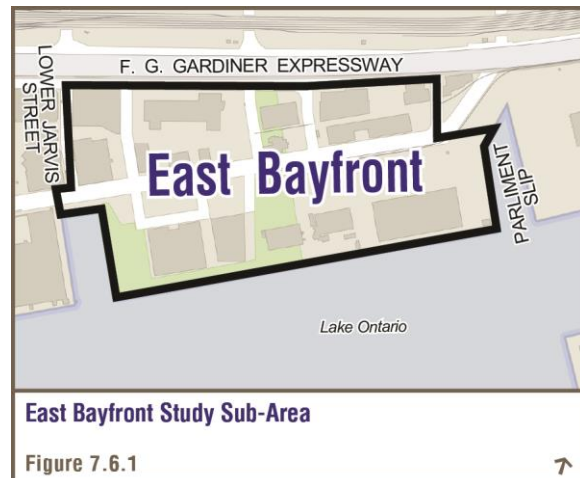 F. G. GARDINER EXPRESSWAY
LOWER JARVIS
STREET
East Bayfront
PARLMENT
SLIP
Lake Ontario
East Bayfront Study Sub-Area
Figure 7.6.1